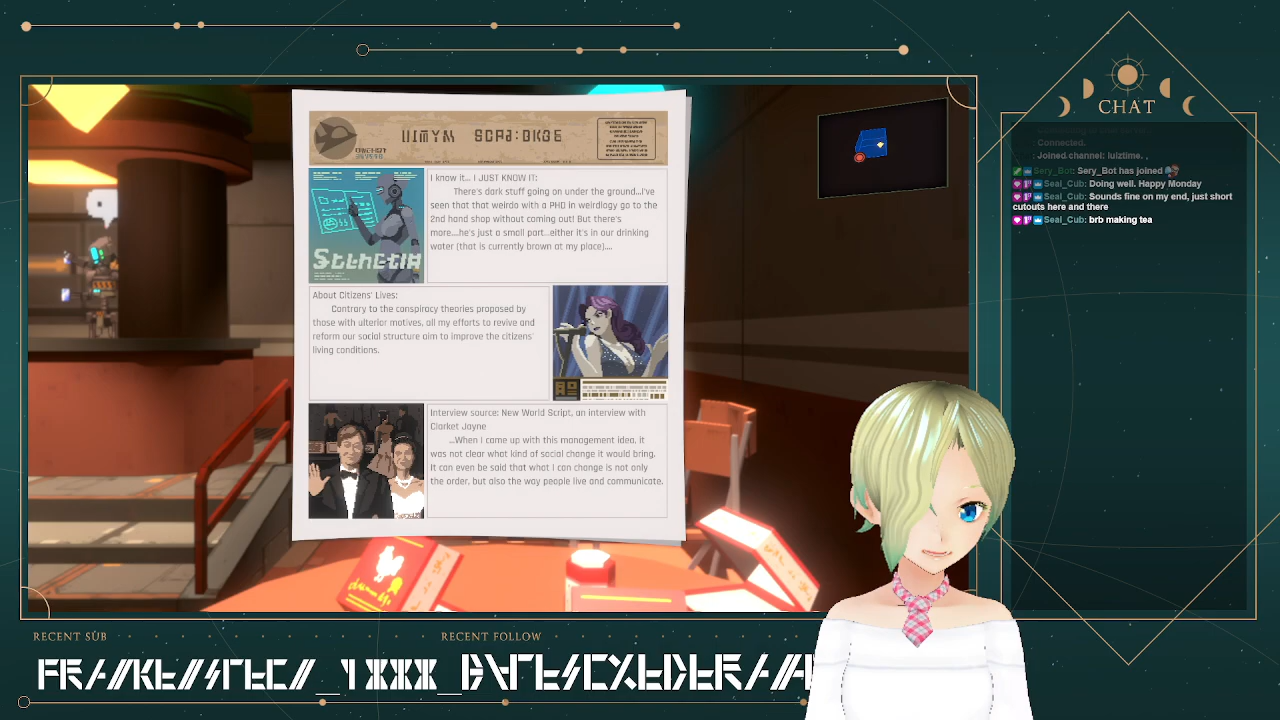 CHAT
Connected.
: Joined channel: luiztime. ,
Sery_Bot: Sery_Bot has joined
Seal_Cub: Doing well. Happy Monday
Seal_Cub: Sounds fine on my end, just short
cutouts here and there
Seal_Cub: brb making tea
I know it... I JUST KNOW IT:
There's dark stuff going on under the ground...I've
seen that that weirdo with a PHD in weirdlogy go to the
2nd hand shop without coming out! But there's
more....he's just a small part...either it's in our drinking
water (that is currently brown at my place)....
About Citizens' Lives:
Contrary to the conspiracy theories proposed by
those with ulterior motives, all my efforts to revive and
reform our social structure aim to improve the citizens'
living conditions.
Interview source: New World Script, an interview with
Clarket Jayne
...When I came up with this management idea, it
was not clear what kind of social change it would bring.
It can even be said that what I can change is not only
the order, but also the way people live and communicate.
RECENT SUB
RECENT FOLLOW